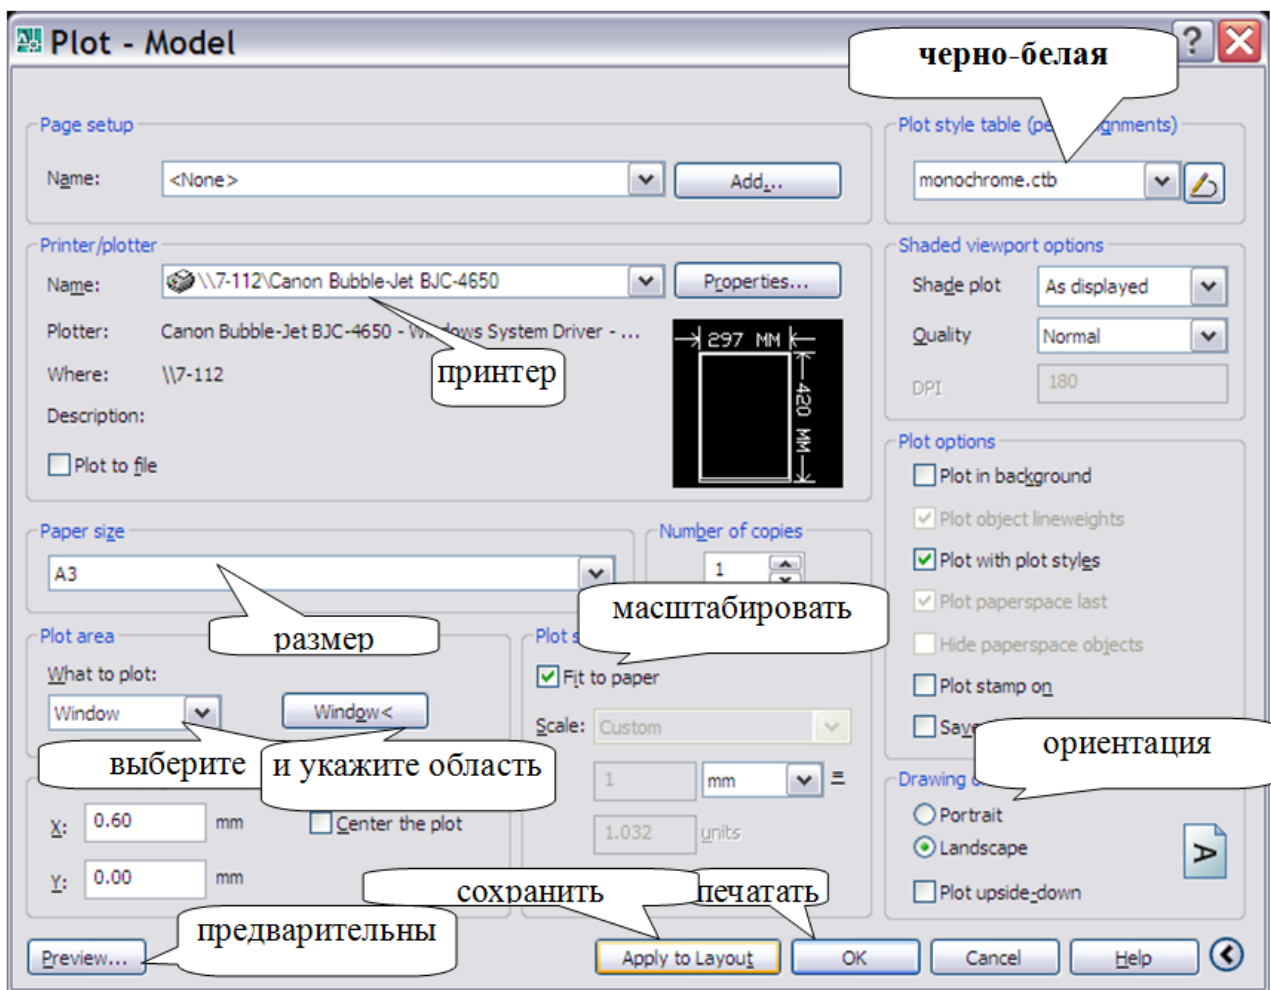 Plot - Model
черно-белая
Page setup
Name:
<None>
Add...
Plot style table (pe
gnments)
monochrome.ctb
Printer/plotter
Name:
\\7-112\Canon Bubble-Jet BJC-4650
Properties...
Plotter:
Canon Bubble-Jet BJC-4650 - Windows System Driver - ...
принтер
Where:
\\7-112
Description:
Plot to file
297 MM
420 MM
Shaded viewport options
Shade plot
As displayed
Quality
Normal
DPI
180
Plot options
Plot in background
Plot object lineweights
Plot with plot styles
Plot paperspace last
Hide paperspace objects
Plot stamp on
Sav
Paper size
A3
размер
Number of copies
1
масштабировать
Plot area
What to plot:
Window
Window<
выберите
и укажите область
Plot s
Fit to paper
Scale:
Custom
1
mm
=
1.032
units
ориентация
Drawing o
Portrait
Landscape
A
Plot upside-down
X:
0.60
mm
Center the plot
Y:
0.00
mm
сохранить
печатать
предварительны
Preview...
Apply to Layout
OK
Cancel
Help